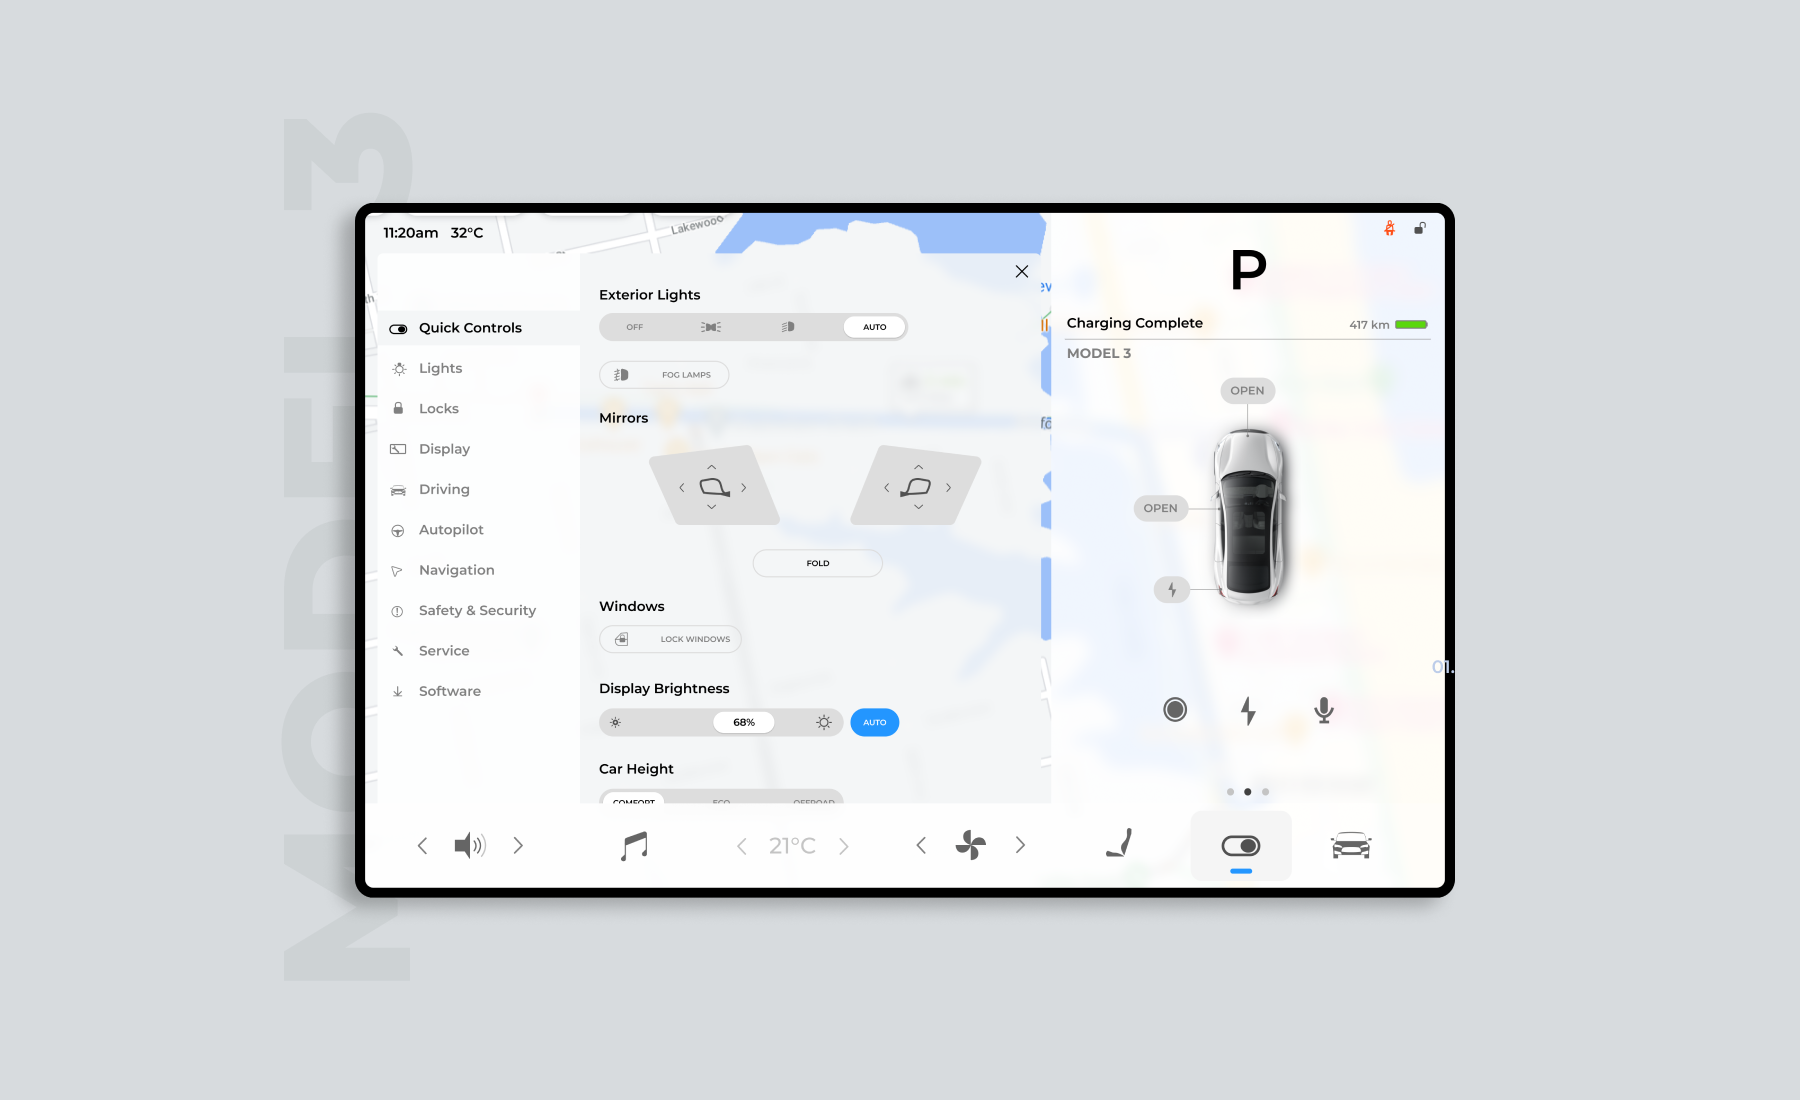 MODEL 3
11:20am 32°C
Lakewood
Quick Controls
Lights
Locks
Display
Driving
Autopilot
Navigation
Safety & Security
Service
Software
Exterior Lights
OFF
AUTO
FOG LAMPS
Mirrors
FOLD
Windows
LOCK WINDOWS
Display Brightness
68%
AUTO
Car Height
COMFORT ECO OFFROAD
P
Charging Complete
417 km
MODEL 3
OPEN
OPEN
01.
21°C